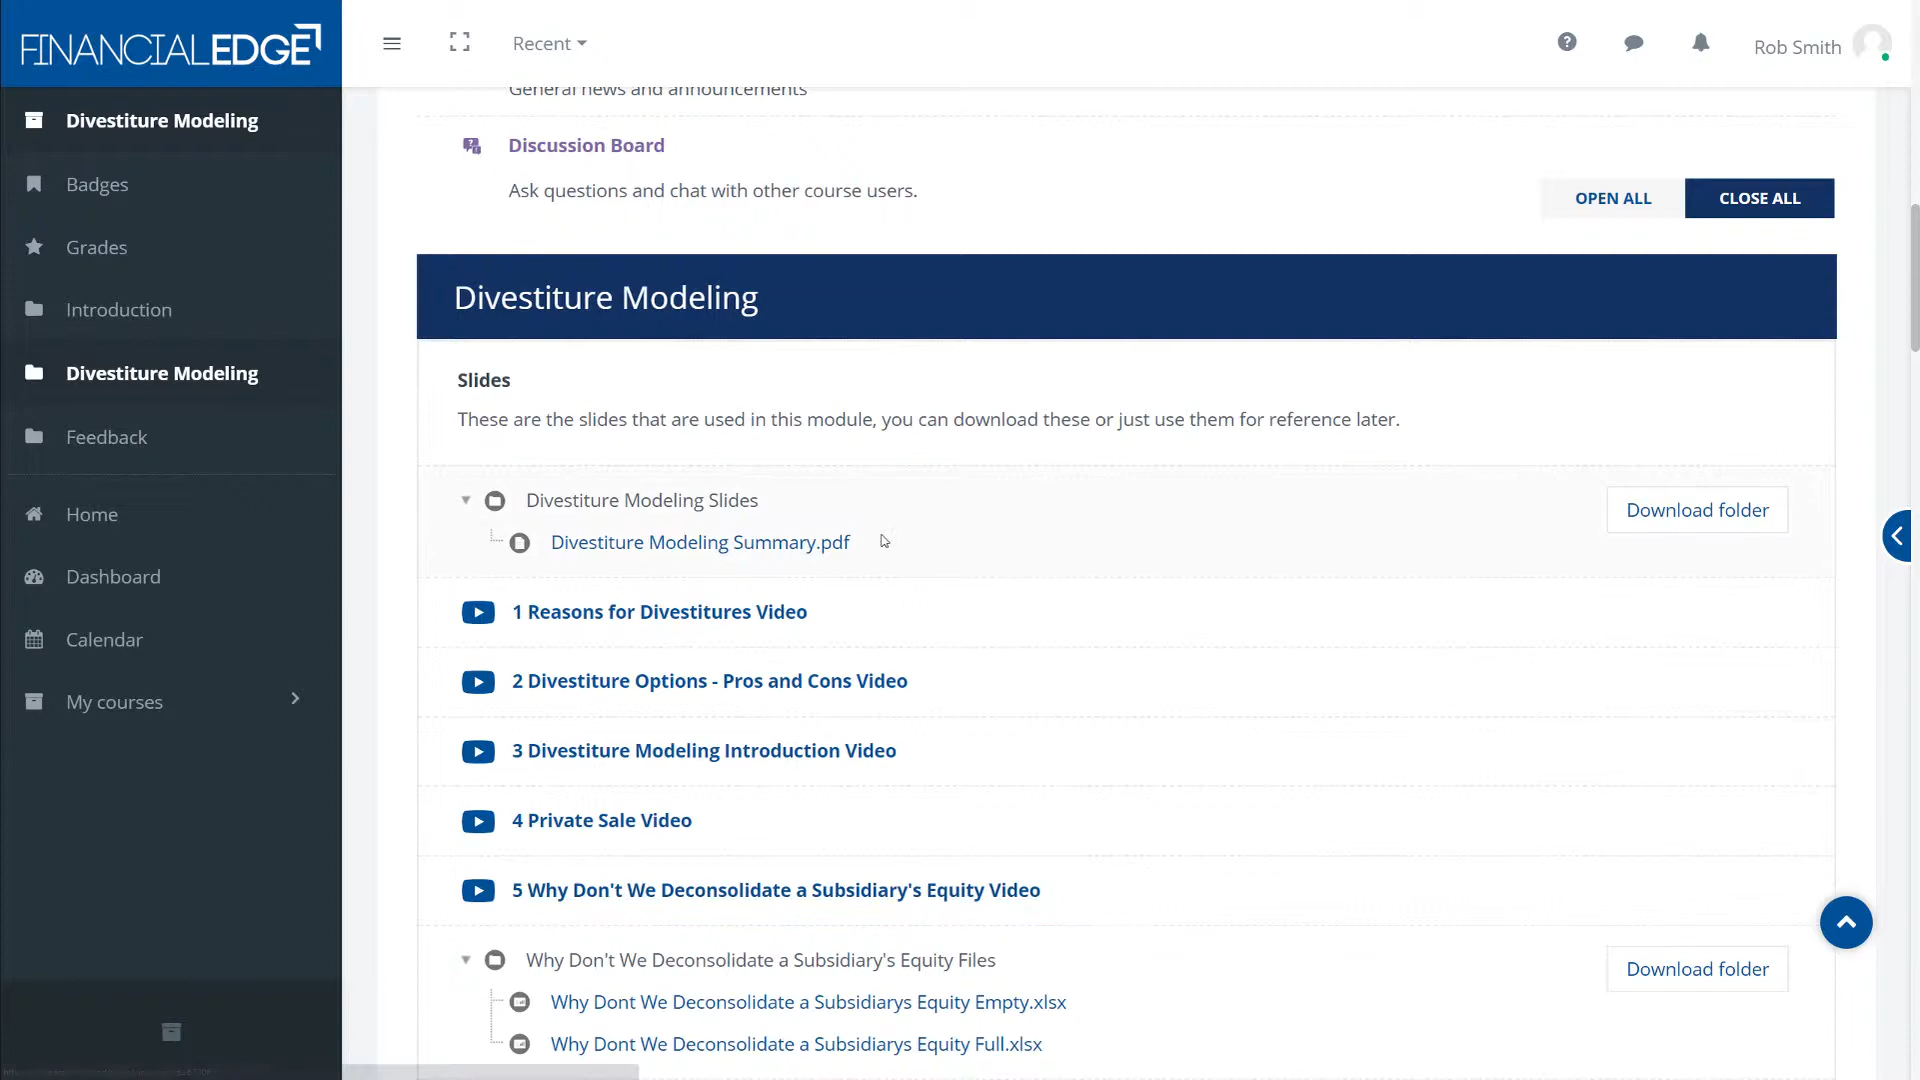 FINANCIALEDGE
Recent
Rob Smith
Divestiture Modeling
Badges
Grades
Introduction
Divestiture Modeling
Feedback
Home
Dashboard
Calendar
My courses
General news and announcements
Discussion Board
Ask questions and chat with other course users.
OPEN ALL
CLOSE ALL
Divestiture Modeling
Slides
These are the slides that are used in this module, you can download these or just use them for reference later.
Divestiture Modeling Slides
Download folder
Divestiture Modeling Summary.pdf
1 Reasons for Divestitures Video
2 Divestiture Options - Pros and Cons Video
3 Divestiture Modeling Introduction Video
4 Private Sale Video
5 Why Don't We Deconsolidate a Subsidiary's Equity Video
Why Don't We Deconsolidate a Subsidiary's Equity Files
Download folder
Why Dont We Deconsolidate a Subsidiarys Equity Empty.xlsx
Why Dont We Deconsolidate a Subsidiarys Equity Full.xlsx